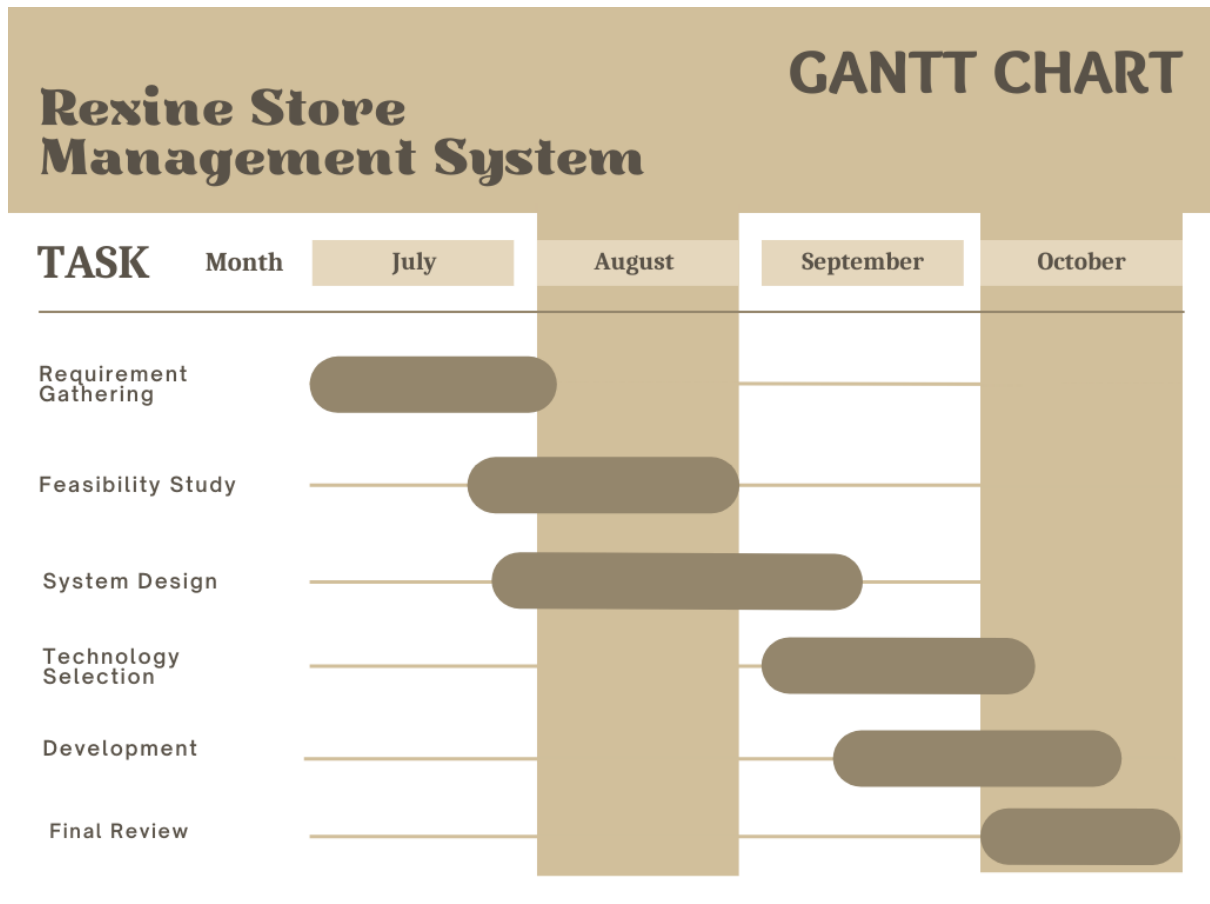 GANTT CHART
Rexine Store
Management System
TASK Month July August September October
Requirement
Gathering
Feasibility Study
System Design
Technology
Selection
Development
Final Review